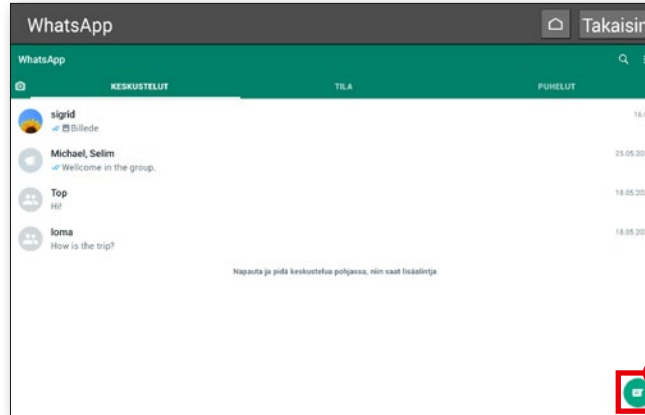 WhatsApp
Takaisin
WhatsApp
KESKUSTELUT
TILA
PUHELUT
sigrid
Billede
Michael, Selim
Wellcome in the group.
25.05.20
Top
18.05.20
Hi!
loma
18.05.20
How is the trip?
Napauta ja pidä keskustelua pohjassa, niin saat lisäalintja